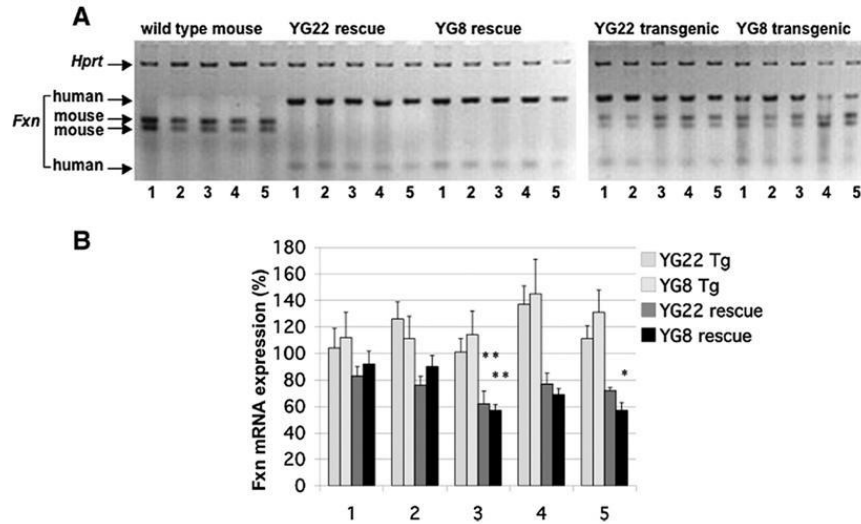 A
wild type mouse YG22 rescue YG8 rescue YG22 transgenic YG8 transgenic
Hprt
human
Fxn mouse
mouse
human
1 2 3 4 5 1 2 3 4 5 1 2 3 4 5 1 2 3 4 5 1 2 3 4 5
B
Fxn mRNA expression (%)
180
160
140
120
100
80
60
40
20
0
** 
**
*
1 2 3 4 5
YG22 Tg
YG8 Tg
YG22 rescue
YG8 rescue